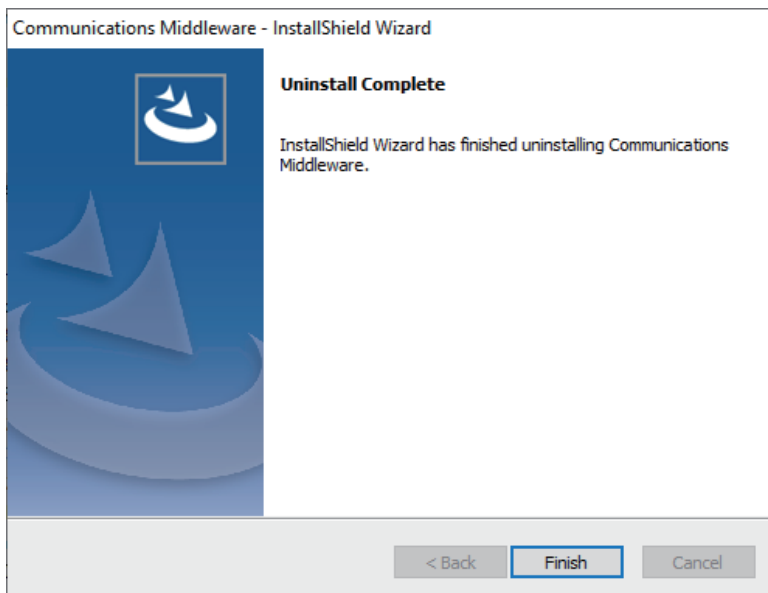 Communications Middleware - InstallShield Wizard
Uninstall Complete
InstallShield Wizard has finished uninstalling Communications
Middleware.
< Back
Finish
Cancel